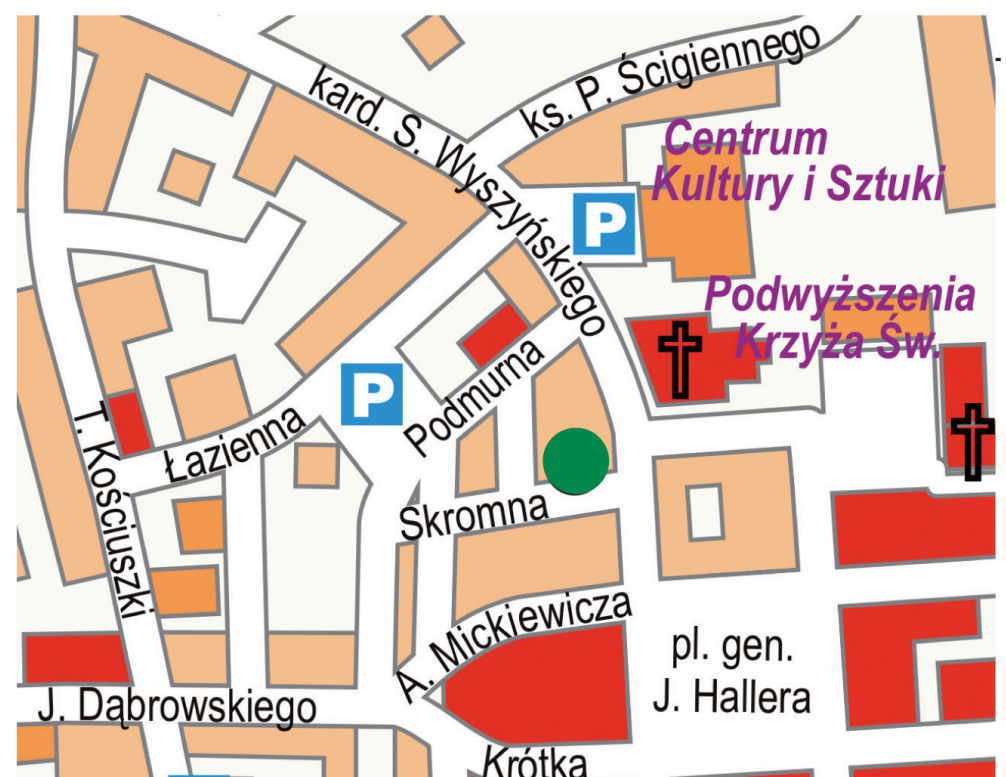 kard. S. Wyszyńskiego
ks. P. Ścigiennego
Centrum
Kultury i Sztuki
P
Podwyższenia
Krzyża Św.
P
Podmurna
Łazienna
T. Kościuszki
Skromna
A. Mickiewicza
pl. gen.
J. Hallera
J. Dąbrowskiego
Krótka